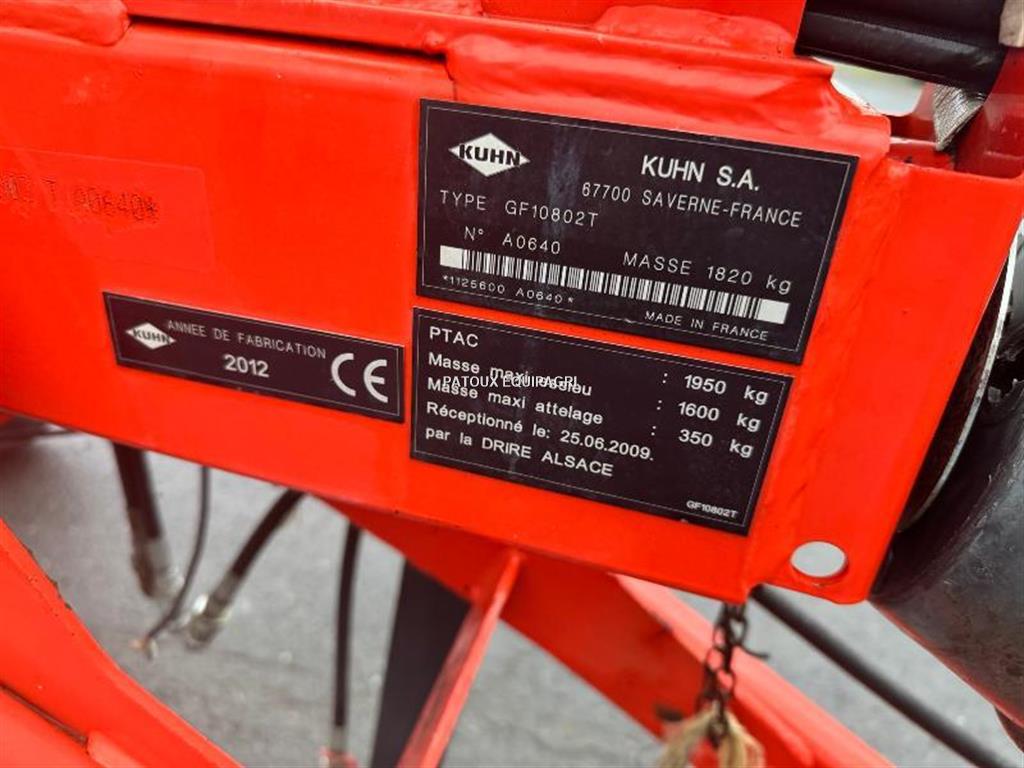 KUHN
KUHN S.A.
67700 SAVERNE-FRANCE
TYPE GF10802T
N° A0640 MASSE 1820 kg
*1125600 A0640*
MADE IN FRANCE
T A0640*
KUHN
ANNEE DE FABRICATION
2012
CE
PTAC : 1950 kg
Masse maxi essieu : 1600 kg
PATOUX EQUIPAGRI
Masse maxi attelage : 350 kg
Réceptionné le: 25.06.2009.
par la DRIRE ALSACE
GF10802T